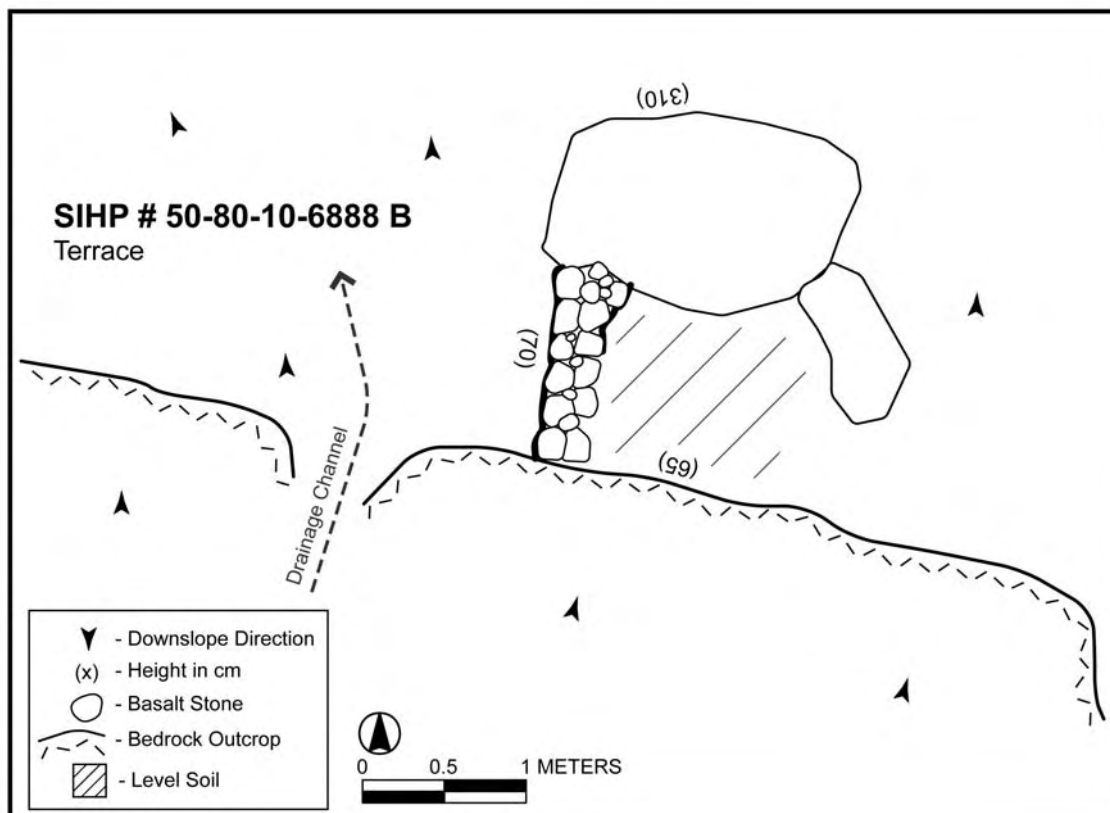 (310)
SIHP # 50-80-10-6888 B
Terrace
(70)
(65)
Drainage Channel
- Downslope Direction
(x) - Height in cm
- Basalt Stone
- Bedrock Outcrop
- Level Soil
0 0.5 1 METERS